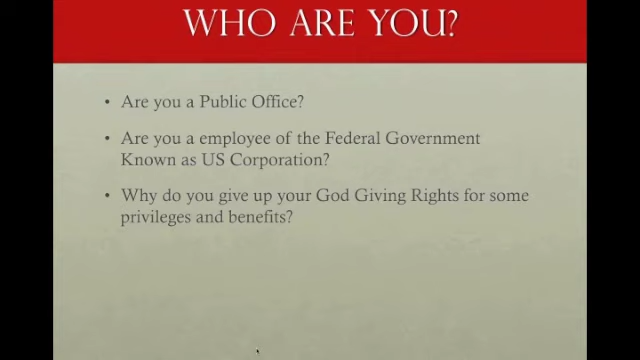 WHO ARE YOU?
• Are you a Public Office?
• Are you a employee of the Federal Government
Known as US Corporation?
• Why do you give up your God Giving Rights for some
privileges and benefits?